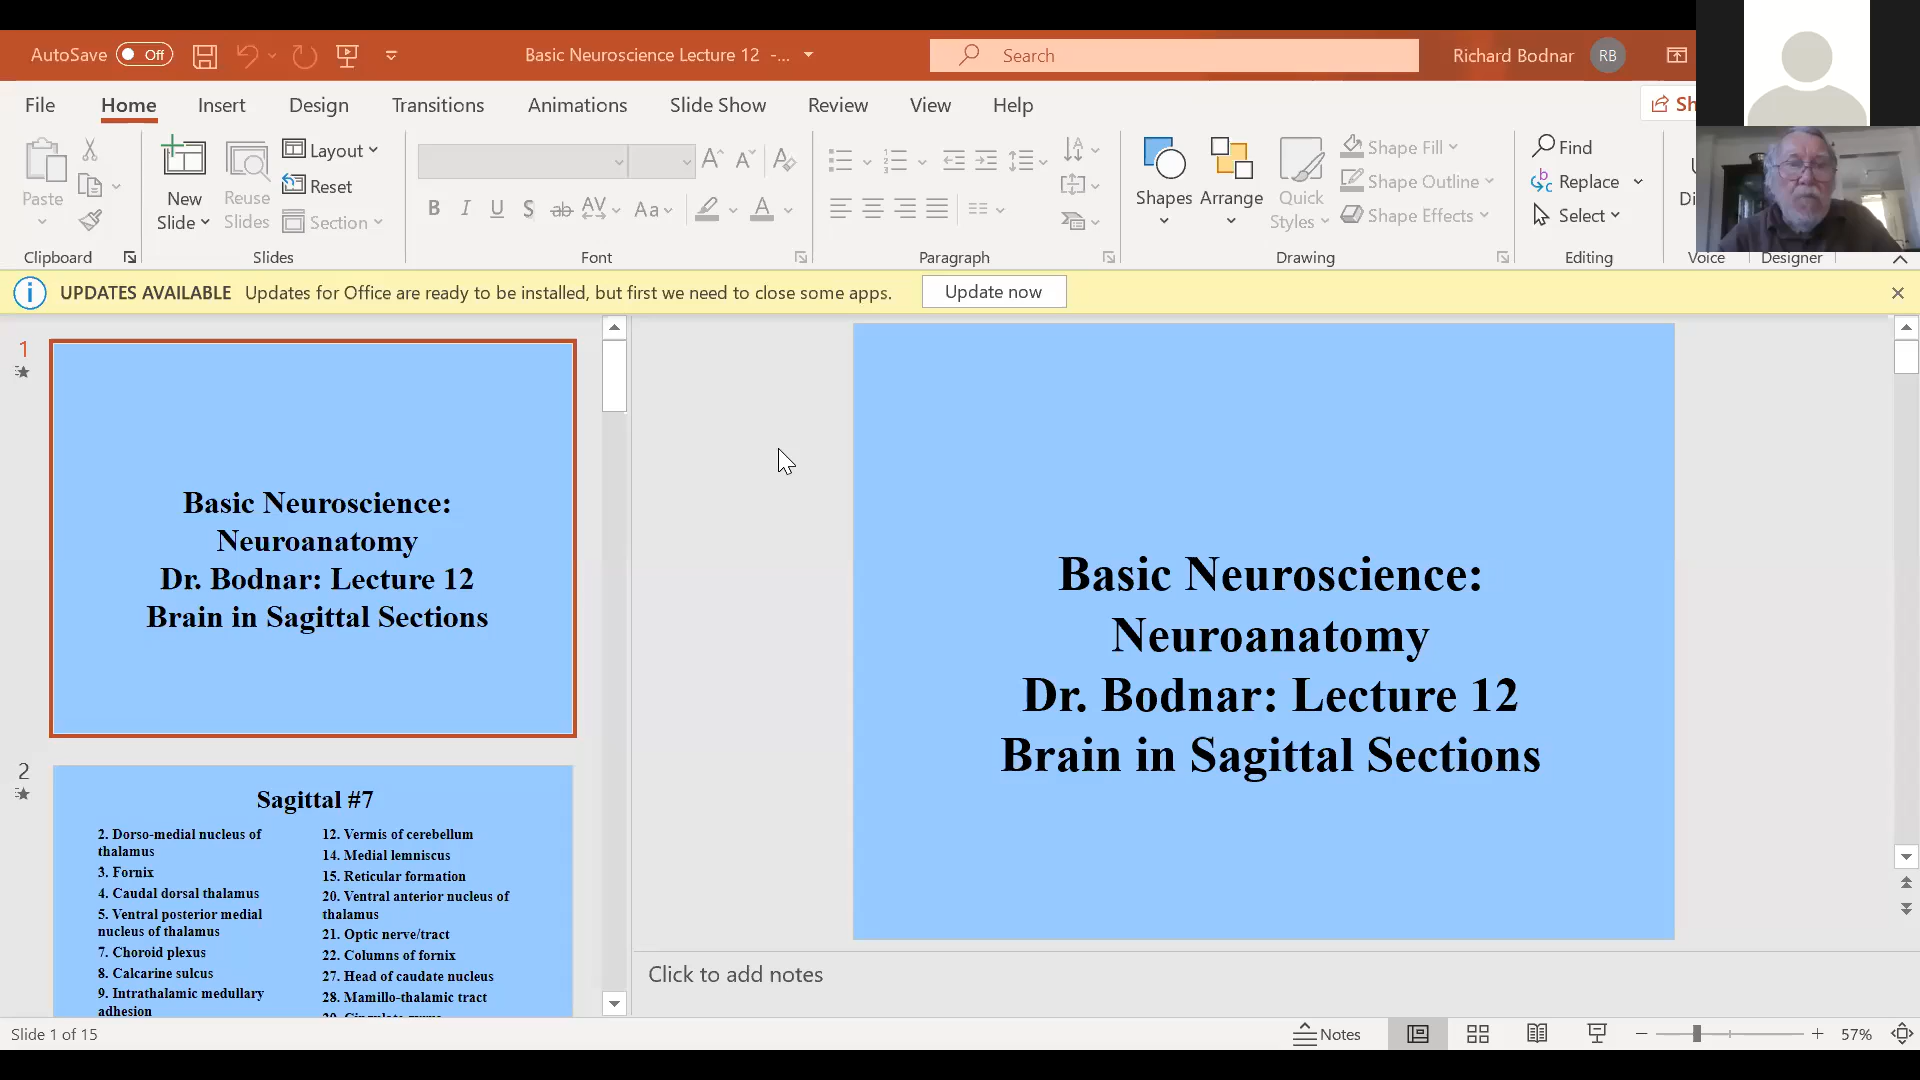 AutoSave Off Basic Neuroscience Lecture 12 -... Search Richard Bodnar RB
File Home Insert Design Transitions Animations Slide Show Review View Help
Paste
New Slide
Reuse Slides
Layout
Reset
Section
B I U S ab AV Aa A
Shapes Arrange Quick Styles
Shape Fill
Shape Outline
Shape Effects
Find
Replace
Select
Clipboard Slides Font Paragraph Drawing Editing Voice Designer
UPDATES AVAILABLE Updates for Office are ready to be installed, but first we need to close some apps. Update now
1
Basic Neuroscience:
Neuroanatomy
Dr. Bodnar: Lecture 12
Brain in Sagittal Sections
2
Sagittal #7
2. Dorso-medial nucleus of
thalamus
3. Fornix
4. Caudal dorsal thalamus
5. Ventral posterior medial
nucleus of thalamus
7. Choroid plexus
8. Calcarine sulcus
9. Intrathalamic medullary
adhesion
12. Vermis of cerebellum
14. Medial lemniscus
15. Reticular formation
20. Ventral anterior nucleus of
thalamus
21. Optic nerve/tract
22. Columns of fornix
27. Head of caudate nucleus
28. Mamillo-thalamic tract
Basic Neuroscience:
Neuroanatomy
Dr. Bodnar: Lecture 12
Brain in Sagittal Sections
Click to add notes
Slide 1 of 15 Notes 57%